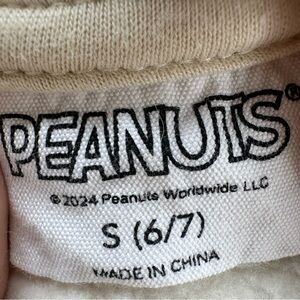 PEANUTS®
© 2024 Peanuts Worldwide LLC
S (6/7)
MADE IN CHINA